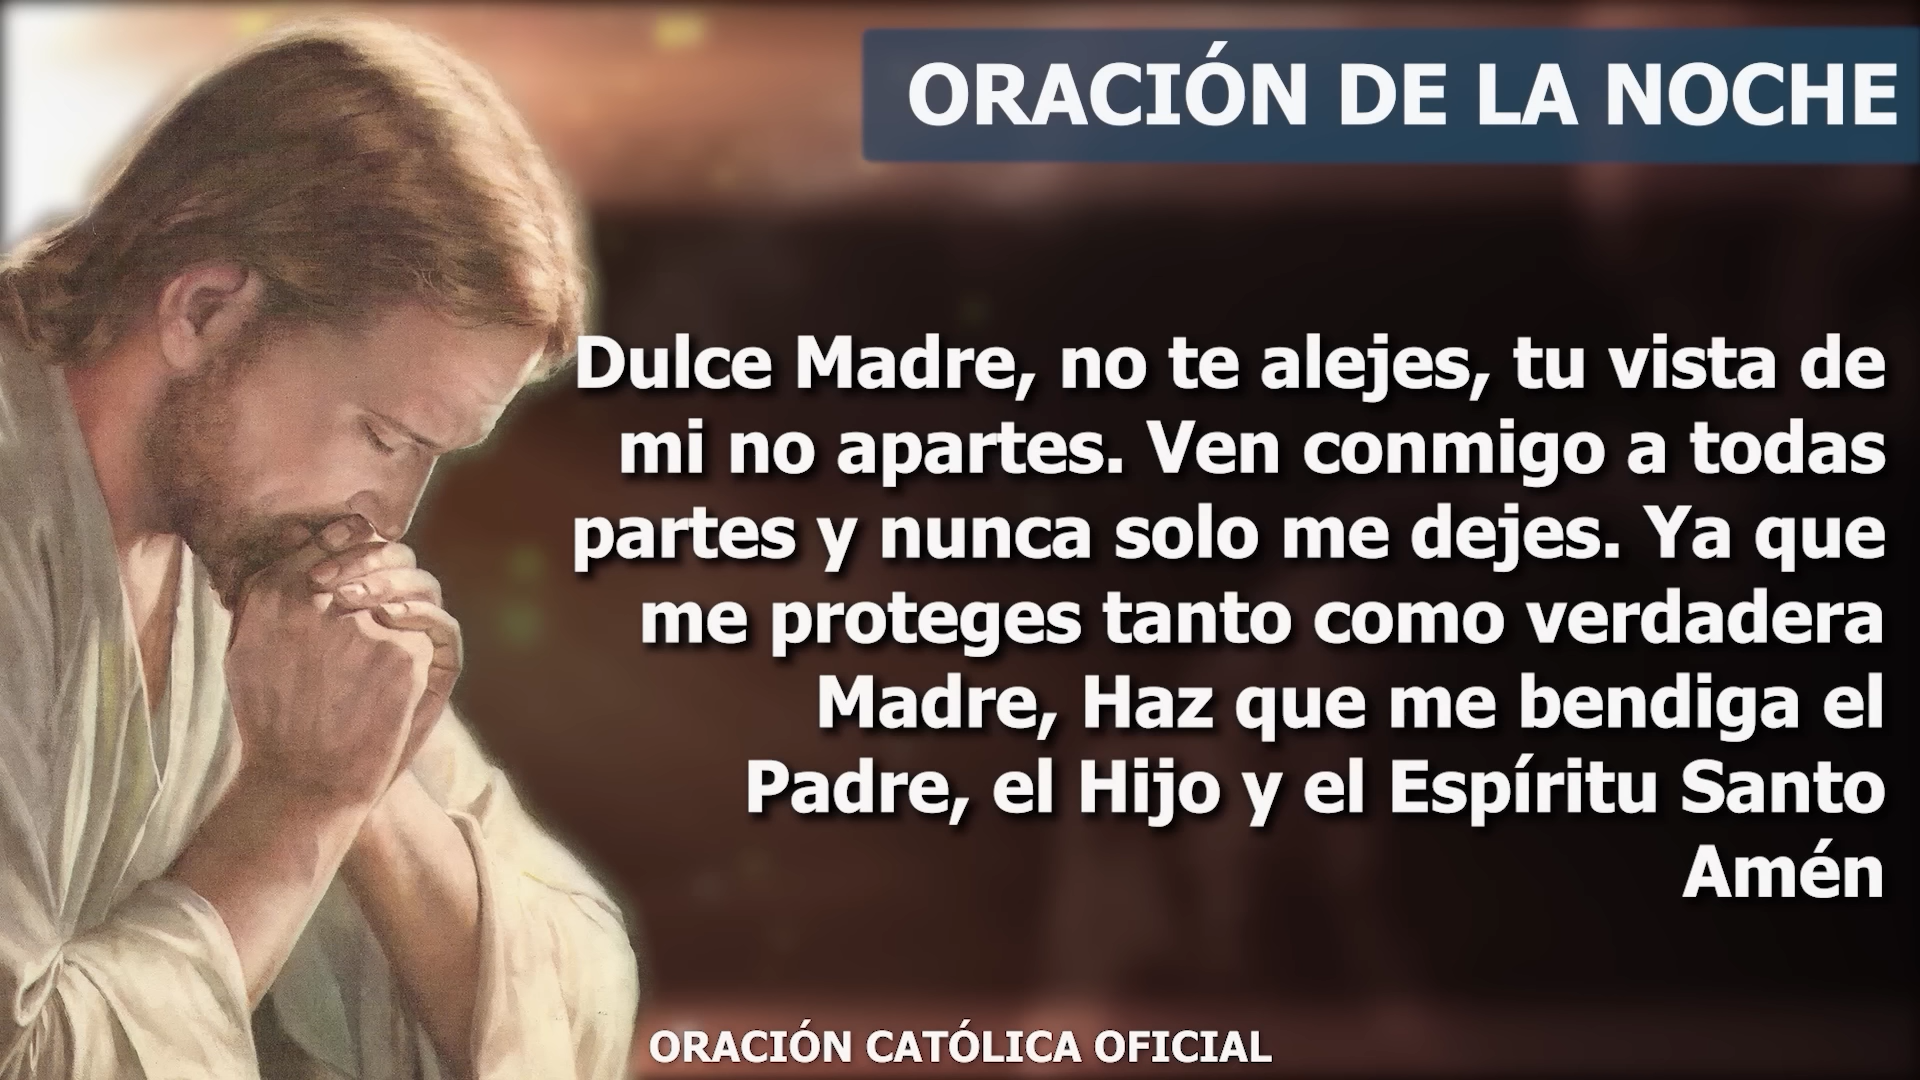 ORACIÓN DE LA NOCHE
Dulce Madre, no te alejes, tu vista de
mi no apartes. Ven conmigo a todas
partes y nunca solo me dejes. Ya que
me proteges tanto como verdadera
Madre, Haz que me bendiga el
Padre, el Hijo y el Espíritu Santo
Amén
ORACIÓN CATÓLICA OFICIAL